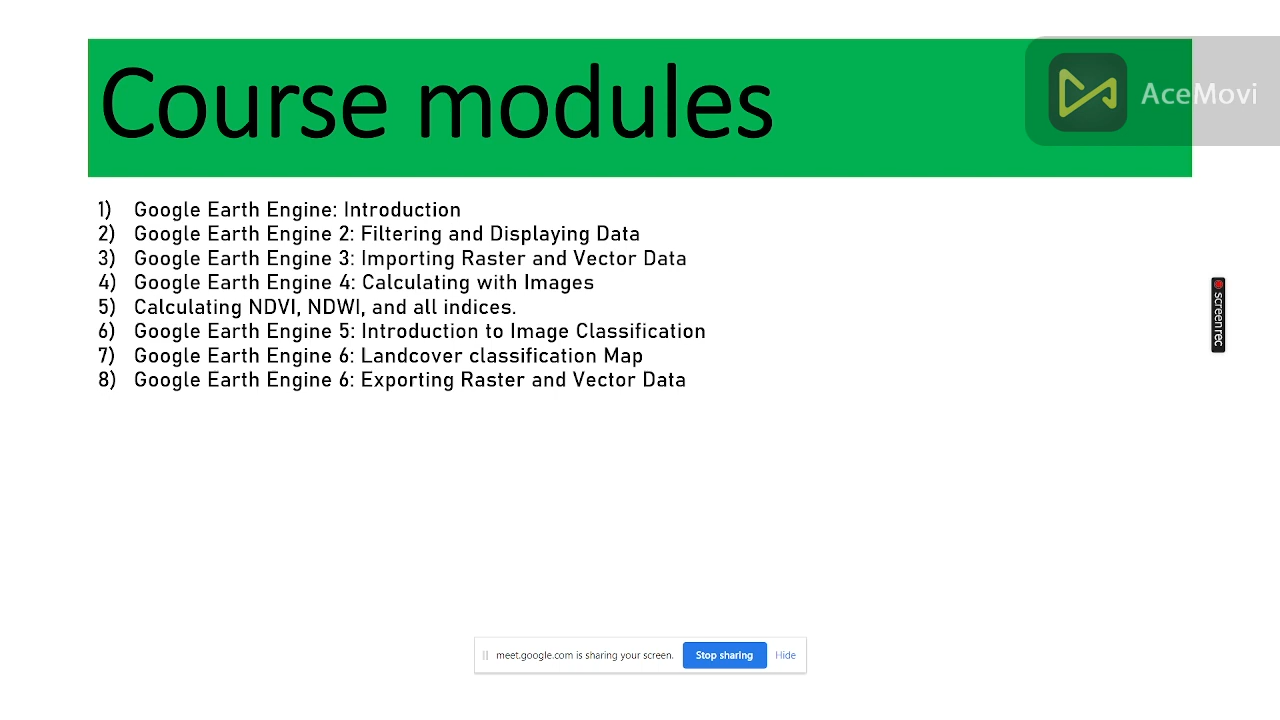 Course modules
AceMovi
1) Google Earth Engine: Introduction
2) Google Earth Engine 2: Filtering and Displaying Data
3) Google Earth Engine 3: Importing Raster and Vector Data
4) Google Earth Engine 4: Calculating with Images
5) Calculating NDVI, NDWI, and all indices.
6) Google Earth Engine 5: Introduction to Image Classification
7) Google Earth Engine 6: Landcover classification Map
8) Google Earth Engine 6: Exporting Raster and Vector Data
screenrec
meet.google.com is sharing your screen. Stop sharing Hide